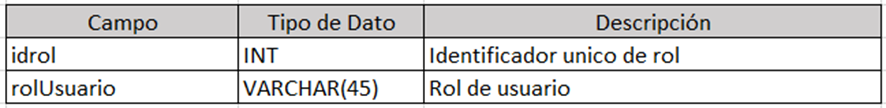 Campo Tipo de Dato Descripción
idrol INT Identificador unico de rol
rolUsuario VARCHAR(45) Rol de usuario